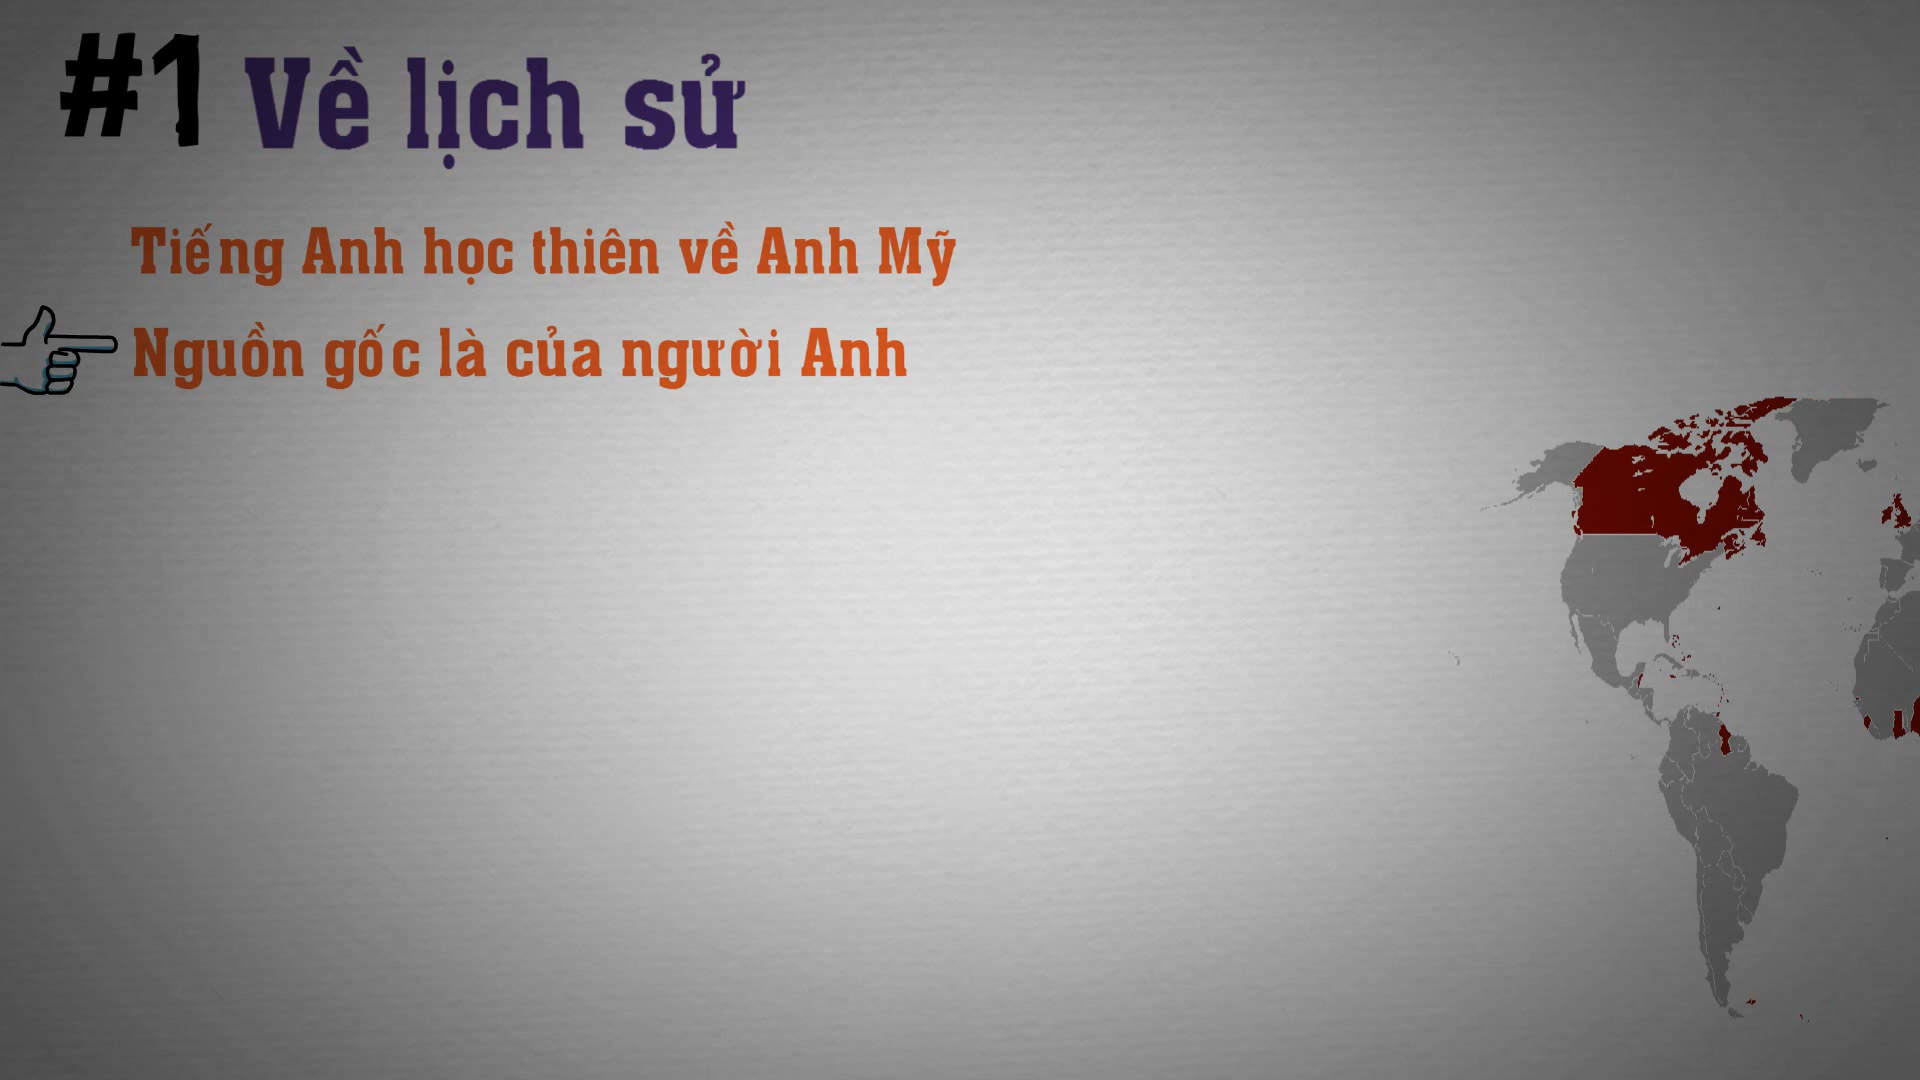 #1 Về lịch sử
Tiếng Anh học thiên về Anh Mỹ
Nguồn gốc là của người Anh